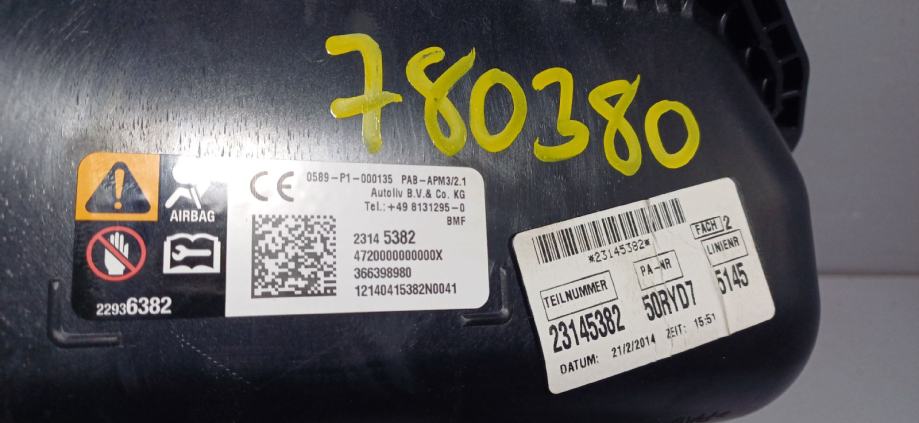 780380
0589-P1-000135 PAB-APM3/2.1
Autoliv B.V.& Co. KG
Tel.:+49 8131295-0
BMF
AIRBAG
2314 5382
4720000000000X
366398980
12140415382N0041
22936382
*23145382*
FACH 2
TEILNUMMER PA-NR LINIENR
23145382 50RYD7 5145
DATUM: 21/2/2014 ZEIT: 15:51